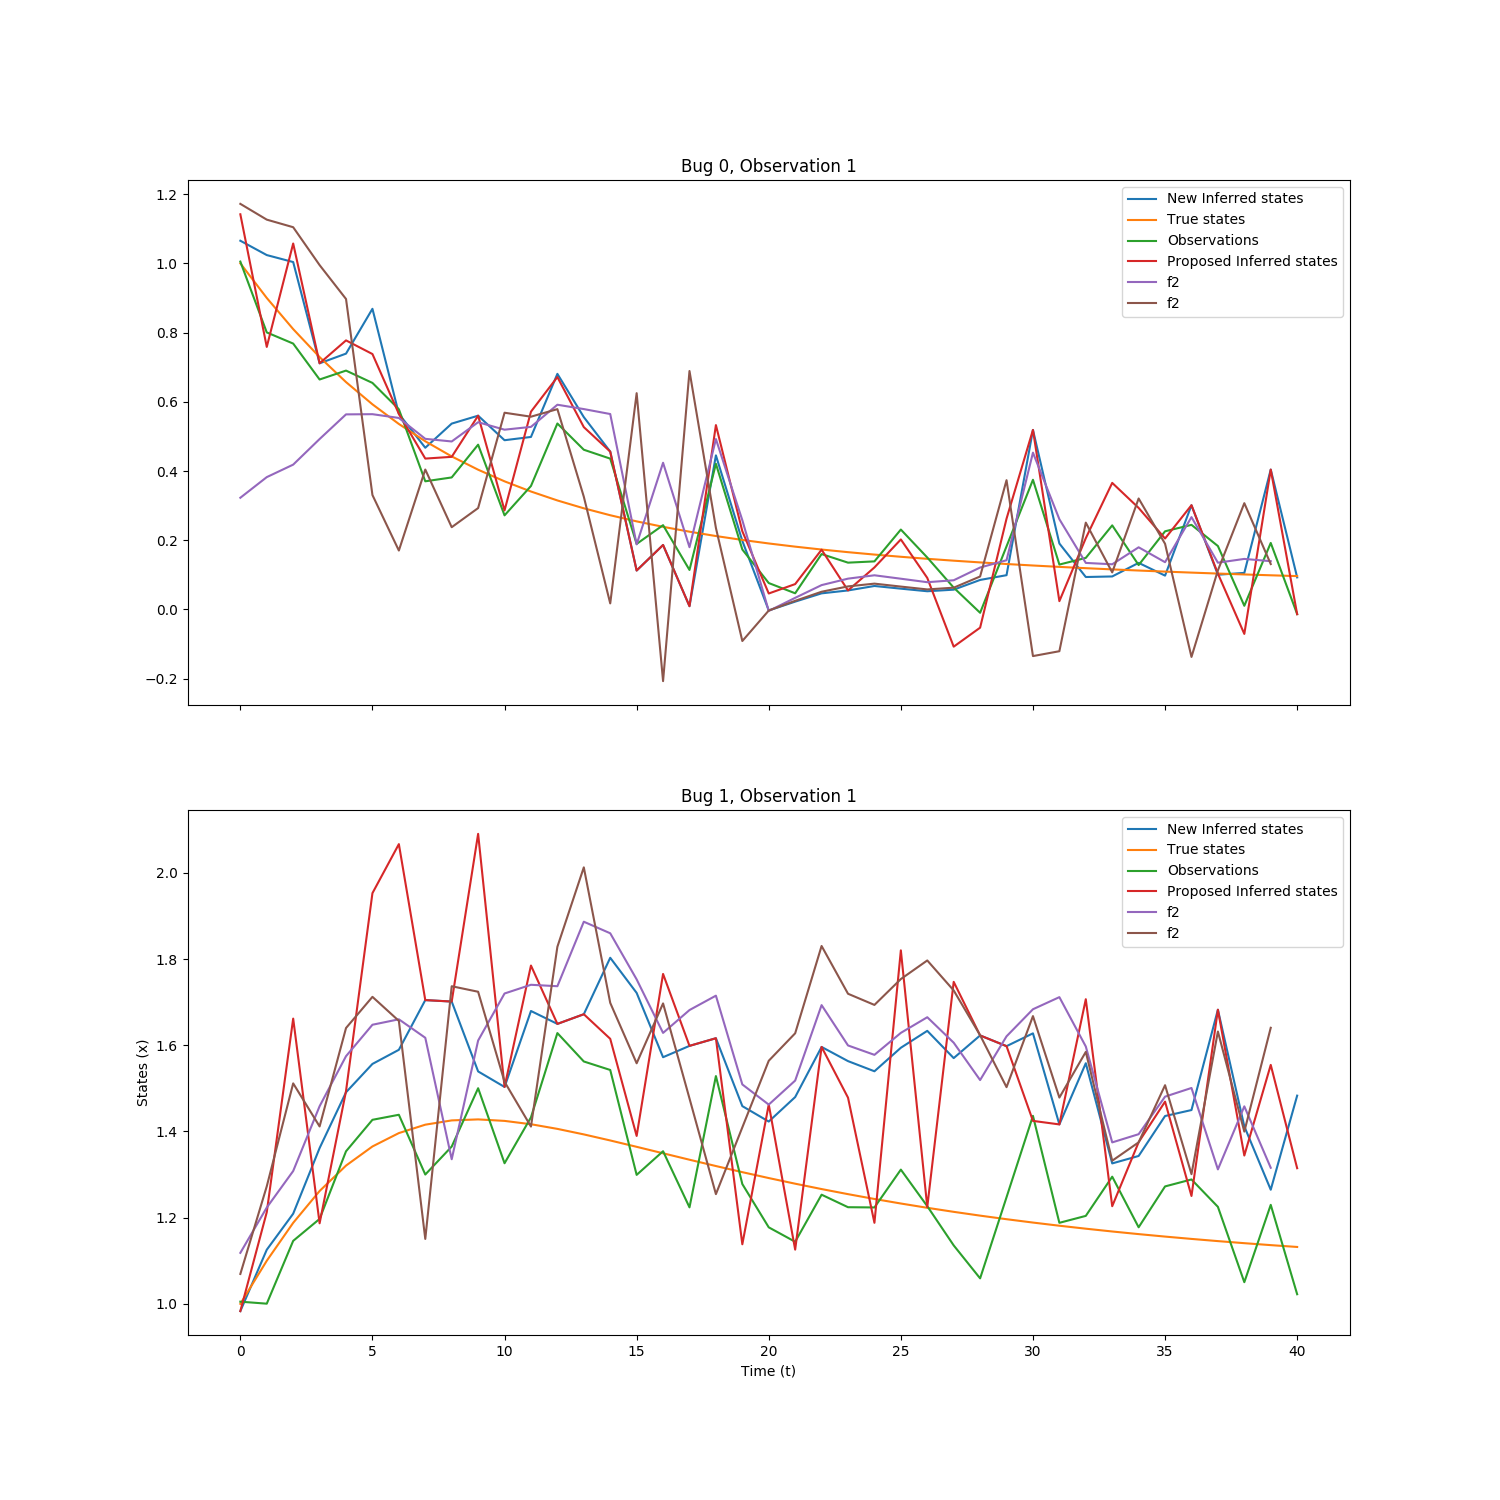 Bug 0, Observation 1
1.2
1.0
0.8
0.6
0.4
0.2
0.0
−0.2
New Inferred states
True states
Observations
Proposed Inferred states
f2
f2
Bug 1, Observation 1
States (x)
2.0
1.8
1.6
1.4
1.2
1.0
New Inferred states
True states
Observations
Proposed Inferred states
f2
f2
0 5 10 15 20 25 30 35 40
Time (t)